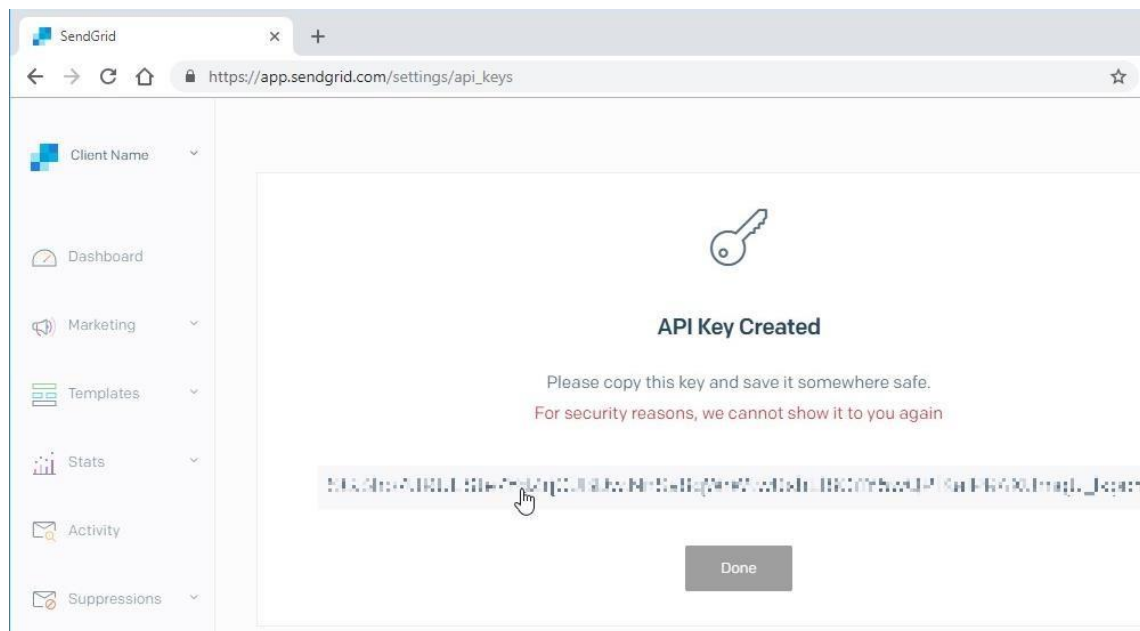 SendGrid
https://app.sendgrid.com/settings/api_keys
Client Name
Dashboard
Marketing
Templates
Stats
Activity
Suppressions
API Key Created
Please copy this key and save it somewhere safe.
For security reasons, we cannot show it to you again
Done